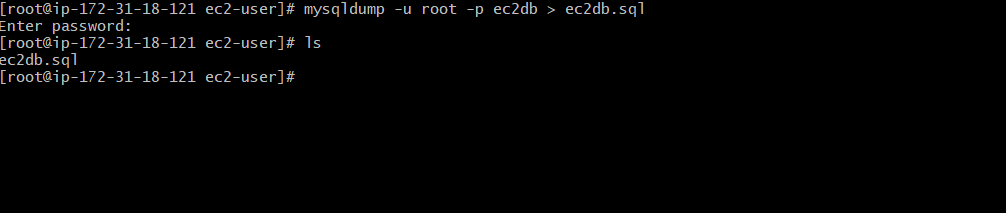 [root@ip-172-31-18-121 ec2-user]# mysqldump -u root -p ec2db > ec2db.sql
Enter password:
[root@ip-172-31-18-121 ec2-user]# ls
ec2db.sql
[root@ip-172-31-18-121 ec2-user]#